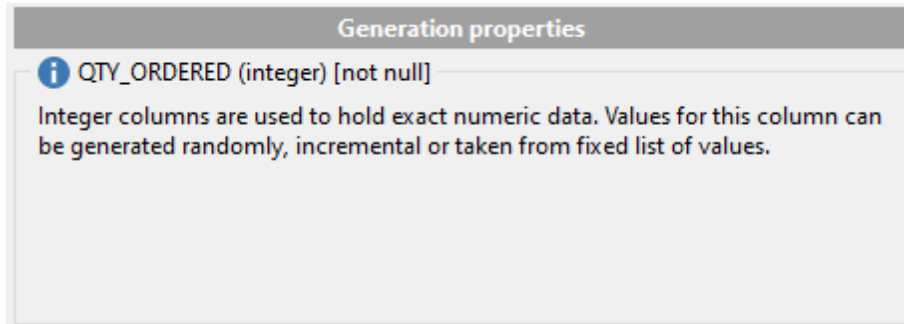 Generation properties
QTY_ORDERED (integer) [not null]
Integer columns are used to hold exact numeric data. Values for this column can
be generated randomly, incremental or taken from fixed list of values.